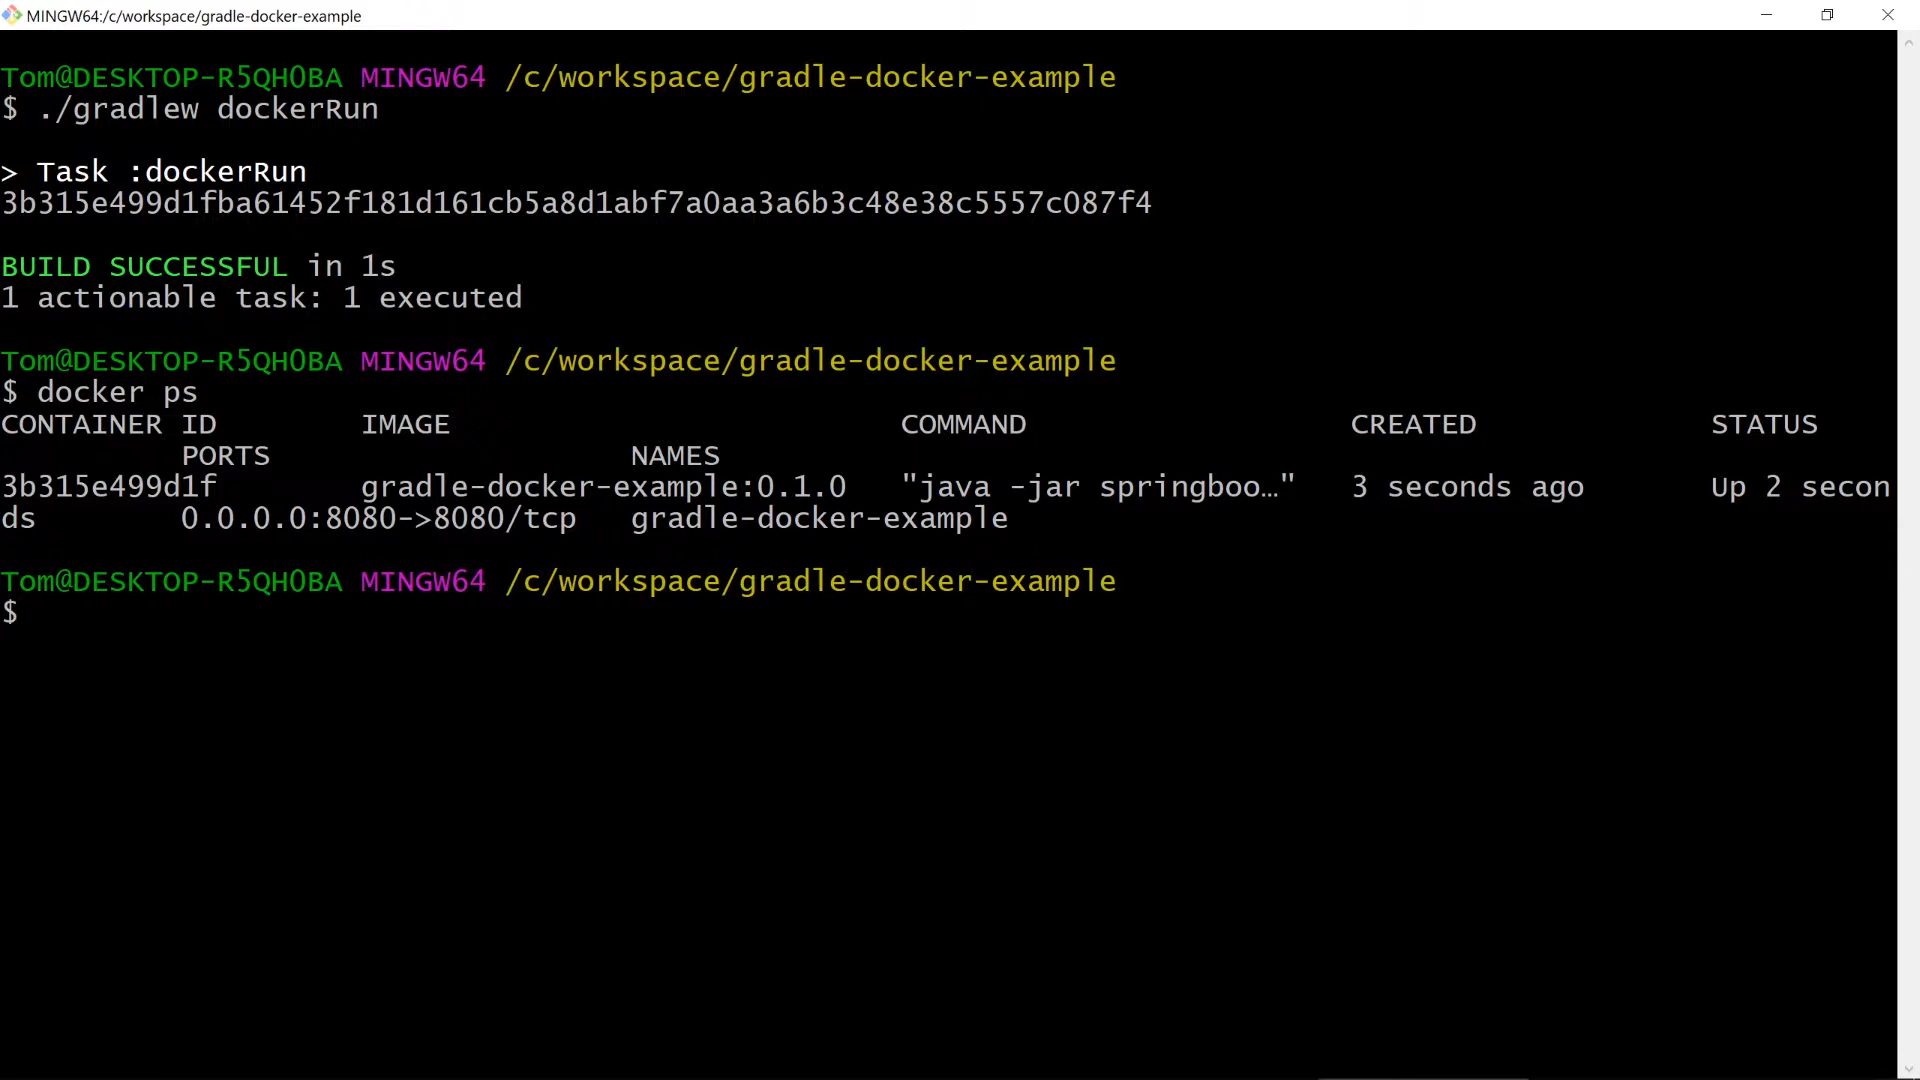 MINGW64:/c/workspace/gradle-docker-example
Tom@DESKTOP-R5QH0BA MINGW64 /c/workspace/gradle-docker-example
$ ./gradlew dockerRun
> Task :dockerRun
3b315e499d1fba61452f181d161cb5a8d1abf7a0aa3a6b3c48e38c5557c087f4
BUILD SUCCESSFUL in 1s
1 actionable task: 1 executed
Tom@DESKTOP-R5QH0BA MINGW64 /c/workspace/gradle-docker-example
$ docker ps
CONTAINER ID        IMAGE                         COMMAND                  CREATED             STATUS
PORTS                    NAMES
3b315e499d1f        gradle-docker-example:0.1.0   "java -jar springboo…"   3 seconds ago       Up 2 secon
ds        0.0.0.0:8080->8080/tcp   gradle-docker-example
Tom@DESKTOP-R5QH0BA MINGW64 /c/workspace/gradle-docker-example
$